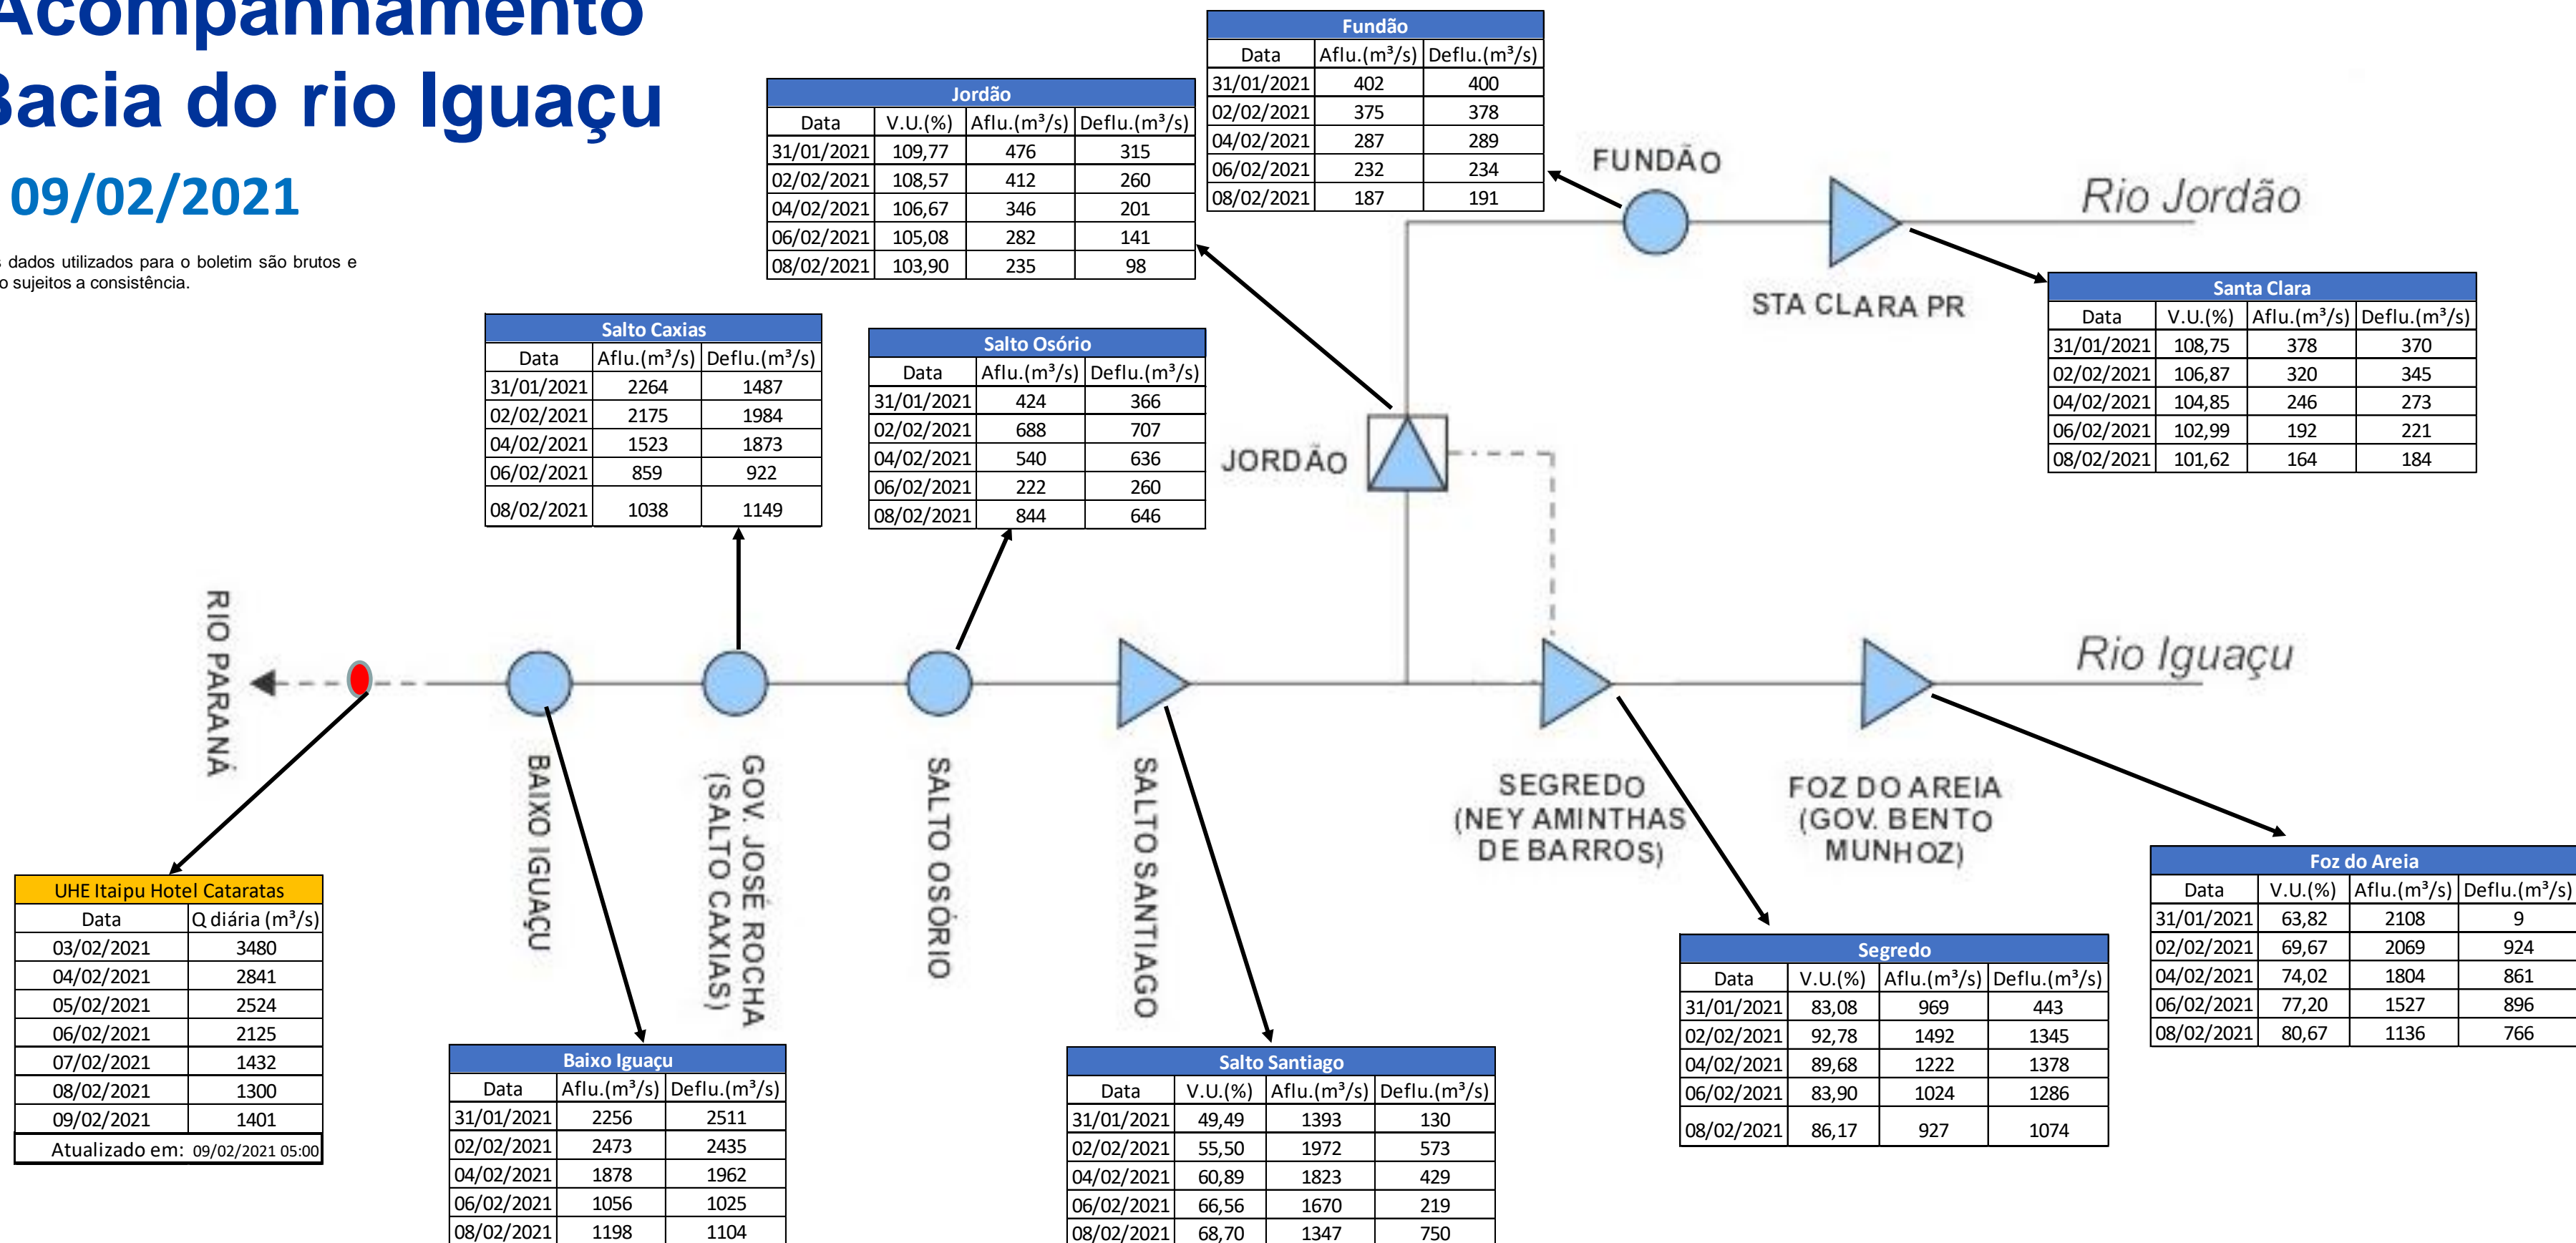 Acompanhamento
Bacia do rio Iguaçu
09/02/2021
dados utilizados para o boletim são brutos e
sujeitos a consistência.
Fundão
Data Aflu.(m³/s) Deflu.(m³/s)
31/01/2021 402 400
02/02/2021 375 378
04/02/2021 287 289
06/02/2021 232 234
08/02/2021 187 191
Jordão
Data V.U.(%) Aflu.(m³/s) Deflu.(m³/s)
31/01/2021 109,77 476 315
02/02/2021 108,57 412 260
04/02/2021 106,67 346 201
06/02/2021 105,08 282 141
08/02/2021 103,90 235 98
FUNDÃO
Rio Jordão
STA CLARA PR
Santa Clara
Data V.U.(%) Aflu.(m³/s) Deflu.(m³/s)
31/01/2021 108,75 378 370
02/02/2021 106,87 320 345
04/02/2021 104,85 246 273
06/02/2021 102,99 192 221
08/02/2021 101,62 164 184
Salto Caxias
Data Aflu.(m³/s) Deflu.(m³/s)
31/01/2021 2264 1487
02/02/2021 2175 1984
04/02/2021 1523 1873
06/02/2021 859 922
08/02/2021 1038 1149
Salto Osório
Data Aflu.(m³/s) Deflu.(m³/s)
31/01/2021 424 366
02/02/2021 688 707
04/02/2021 540 636
06/02/2021 222 260
08/02/2021 844 646
JORDÃO
RIO PARANÁ
Rio Iguaçu
BAIXO IGUAÇU
GOV. JOSÉ ROCHA
(SALTO CAXIAS)
SALTO OSÓRIO
SALTO SANTIAGO
SEGREDO
(NEY AMINTHAS
DE BARROS)
FOZ DO AREIA
(GOV. BENTO
MUNHOZ)
UHE Itaipu Hotel Cataratas
Data Q diária (m³/s)
03/02/2021 3480
04/02/2021 2841
05/02/2021 2524
06/02/2021 2125
07/02/2021 1432
08/02/2021 1300
09/02/2021 1401
Atualizado em: 09/02/2021 05:00
Baixo Iguaçu
Data Aflu.(m³/s) Deflu.(m³/s)
31/01/2021 2256 2511
02/02/2021 2473 2435
04/02/2021 1878 1962
06/02/2021 1056 1025
08/02/2021 1198 1104
Salto Santiago
Data V.U.(%) Aflu.(m³/s) Deflu.(m³/s)
31/01/2021 49,49 1393 130
02/02/2021 55,50 1972 573
04/02/2021 60,89 1823 429
06/02/2021 66,56 1670 219
08/02/2021 68,70 1347 750
Segredo
Data V.U.(%) Aflu.(m³/s) Deflu.(m³/s)
31/01/2021 83,08 969 443
02/02/2021 92,78 1492 1345
04/02/2021 89,68 1222 1378
06/02/2021 83,90 1024 1286
08/02/2021 86,17 927 1074
Foz do Areia
Data V.U.(%) Aflu.(m³/s) Deflu.(m³/s)
31/01/2021 63,82 2108 9
02/02/2021 69,67 2069 924
04/02/2021 74,02 1804 861
06/02/2021 77,20 1527 896
08/02/2021 80,67 1136 766